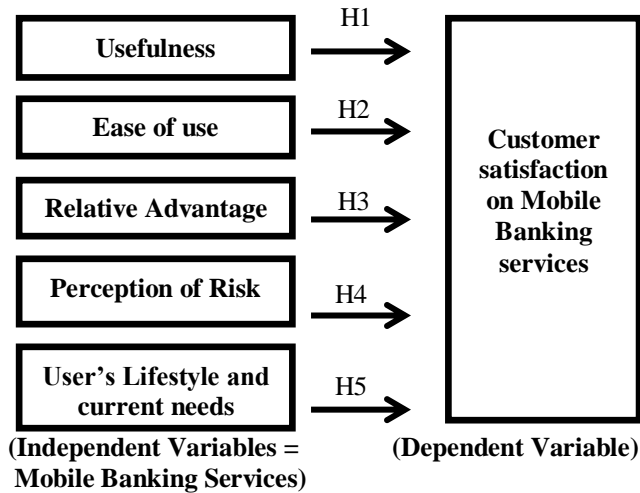 Usefulness
H1
Ease of use
H2
Relative Advantage
H3
Perception of Risk
H4
User’s Lifestyle and
current needs
H5
Customer
satisfaction
on Mobile
Banking
services
(Independent Variables =
Mobile Banking Services)
(Dependent Variable)